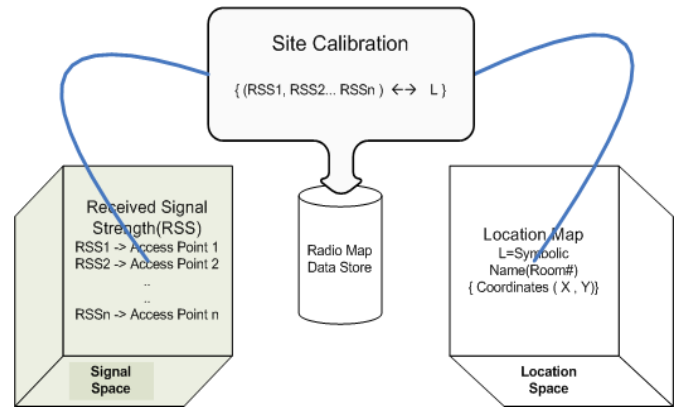 Site Calibration
{ (RSS1, RSS2... RSSn ) ↔ L }
Received Signal
Strength(RSS)
RSS1 -> Access Point 1
RSS2 -> Access Point 2
..
..
RSSn -> Access Point n
Signal
Space
Radio Map
Data Store
Location Map
L=Symbolic
Name(Room#)
{ Coordinates ( X , Y)}
Location
Space